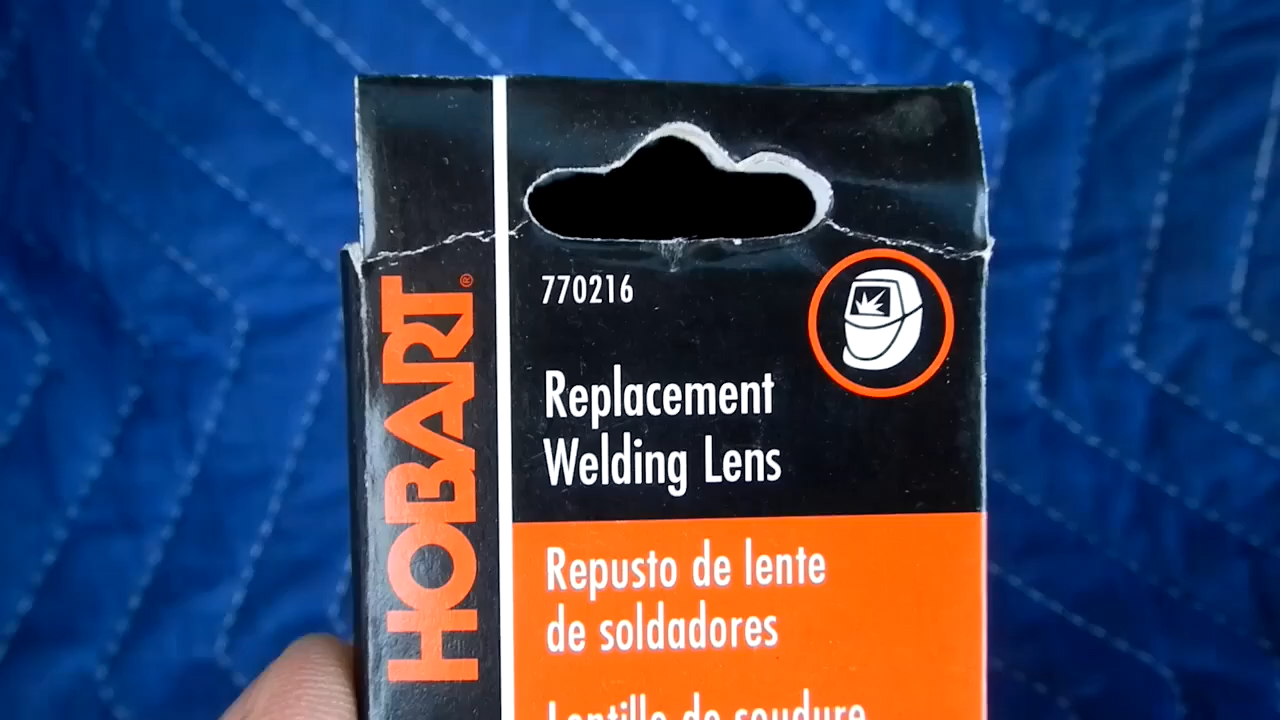 HOBART®
770216
Replacement
Welding Lens
Repusto de lente
de soldadores
Lentille de soudure